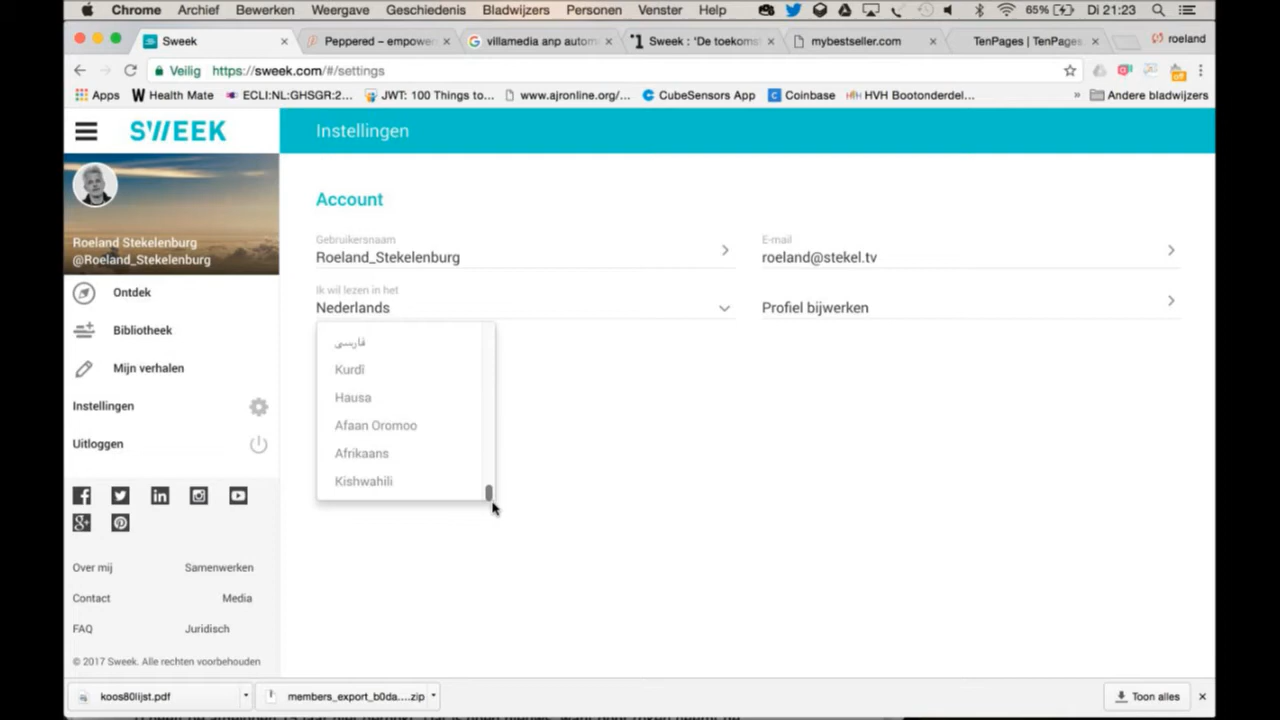 Chrome Archief Bewerken Weergave Geschiedenis Bladwijzers Personen Venster Help 65% Di 21:23
Sweek Peppered – empower villamedia anp autom Sweek : 'De toekoms mybestseller.com TenPages | TenPages roeland
Veilig https://sweek.com/#/settings
Apps Health Mate ECLI:NL:GHSGR:2... JWT: 100 Things to... www.ajronline.org/... CubeSensors App Coinbase HVH Bootonderdel... » Andere bladwijzers
SWEEK Instellingen
Account
Gebruikersnaam E-mail
Roeland_Stekelenburg roeland@stekel.tv
Ik wil lezen in het
Nederlands Profiel bijwerken
فارسی
Kurdî
Hausa
Afaan Oromoo
Afrikaans
Kishwahili
Roeland Stekelenburg
@Roeland_Stekelenburg
Ontdek
Bibliotheek
Mijn verhalen
Instellingen
Uitloggen
Over mij Samenwerken
Contact Media
FAQ Juridisch
© 2017 Sweek. Alle rechten voorbehouden
koos80lijst.pdf members_export_b0da....zip Toon alles